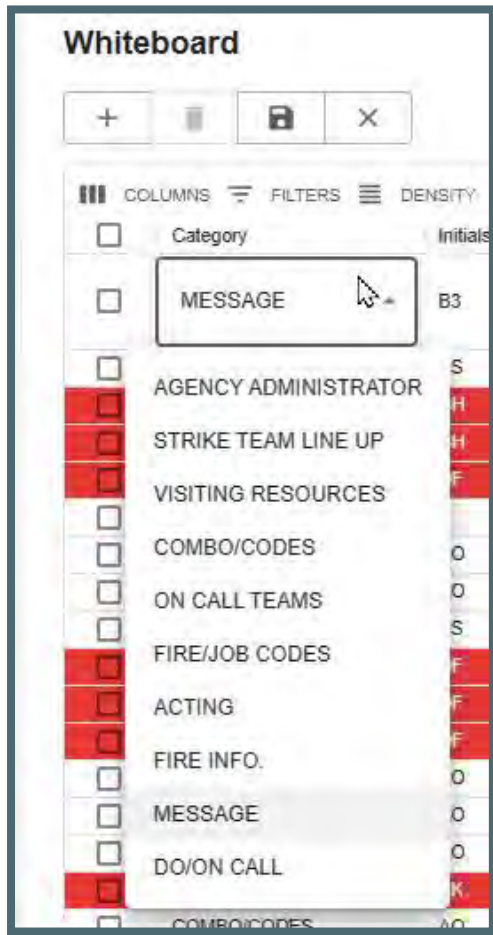 Whiteboard
COLUMNS FILTERS DENSITY
Category Initials
MESSAGE B3
S
AGENCY ADMINISTRATOR
H
STRIKE TEAM LINE UP H
F
VISITING RESOURCES
COMBO/CODES O
ON CALL TEAMS O
S
FIRE/JOB CODES F
ACTING F
F
FIRE INFO. O
MESSAGE O
O
DO/ON CALL
K
COMBO/CODES AO